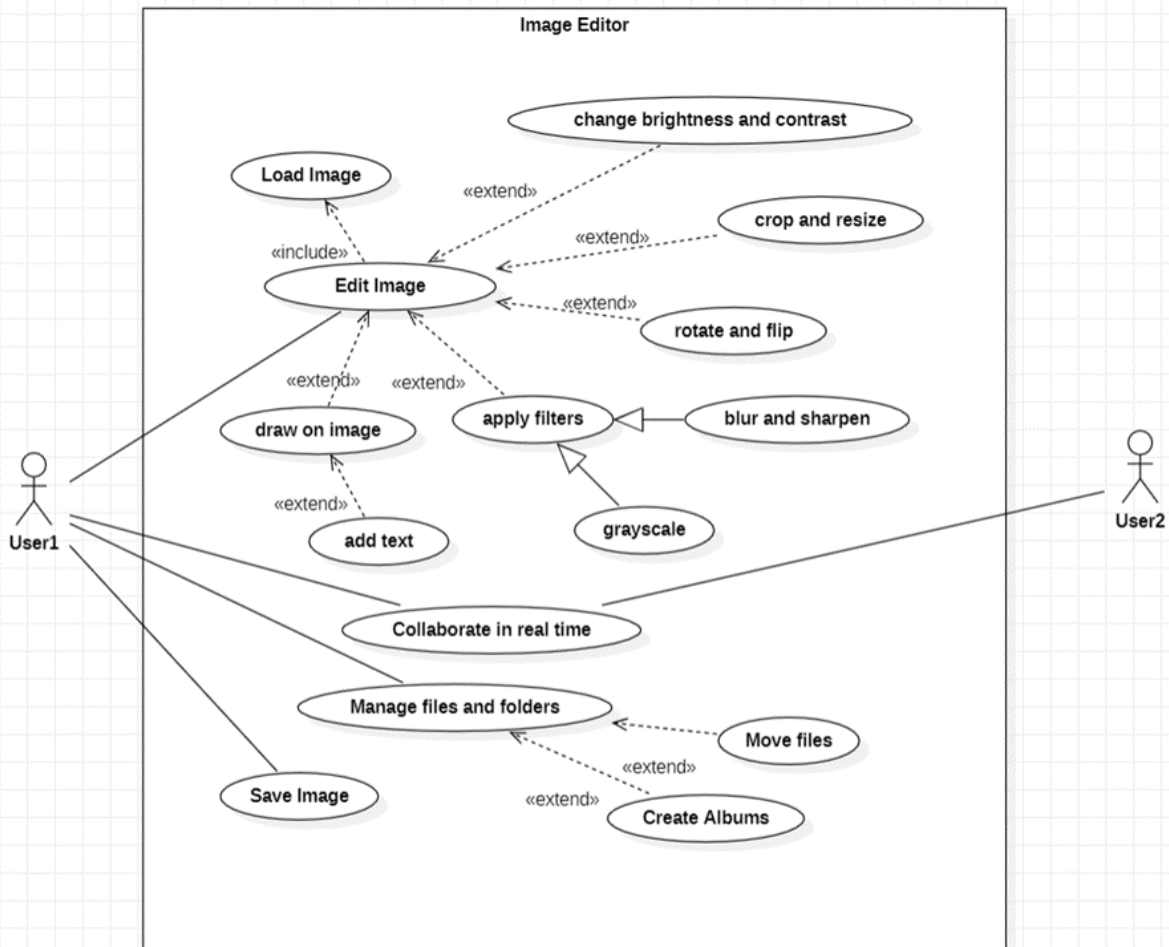 Image Editor
change brightness and contrast
Load Image
«extend»
crop and resize
«extend»
«include»
Edit Image
«extend»
rotate and flip
«extend»
«extend»
apply filters
blur and sharpen
draw on image
«extend»
grayscale
add text
User1
User2
Collaborate in real time
Manage files and folders
Move files
«extend»
Save Image
«extend»
Create Albums